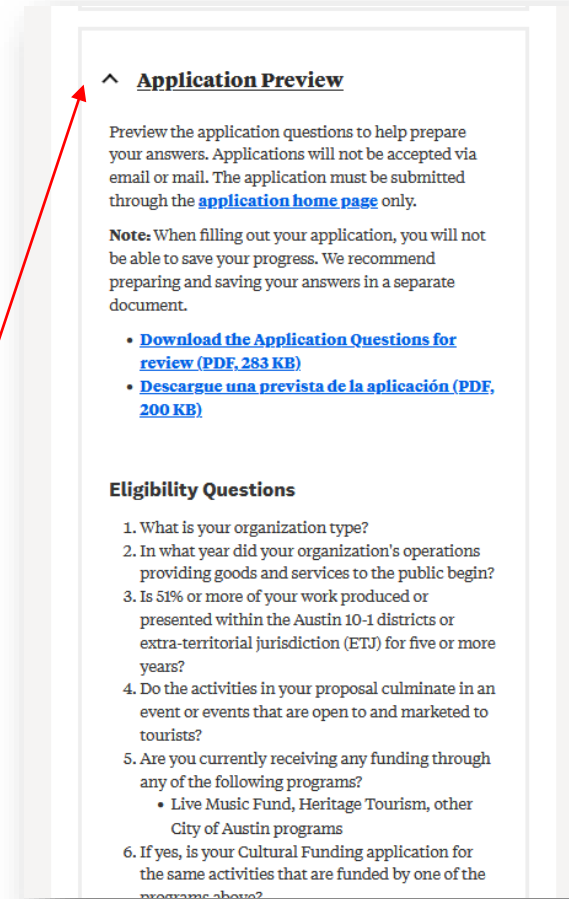 Application Preview
Preview the application questions to help prepare
your answers. Applications will not be accepted via
email or mail. The application must be submitted
through the application home page only.
Note: When filling out your application, you will not
be able to save your progress. We recommend
preparing and saving your answers in a separate
document.
• Download the Application Questions for
review (PDF, 283 KB)
• Descargue una prevista de la aplicación (PDF,
200 KB)
Eligibility Questions
1. What is your organization type?
2. In what year did your organization's operations
providing goods and services to the public begin?
3. Is 51% or more of your work produced or
presented within the Austin 10-1 districts or
extra-territorial jurisdiction (ETJ) for five or more
years?
4. Do the activities in your proposal culminate in an
event or events that are open to and marketed to
tourists?
5. Are you currently receiving any funding through
any of the following programs?
• Live Music Fund, Heritage Tourism, other
City of Austin programs
6. If yes, is your Cultural Funding application for
the same activities that are funded by one of the
programs above?